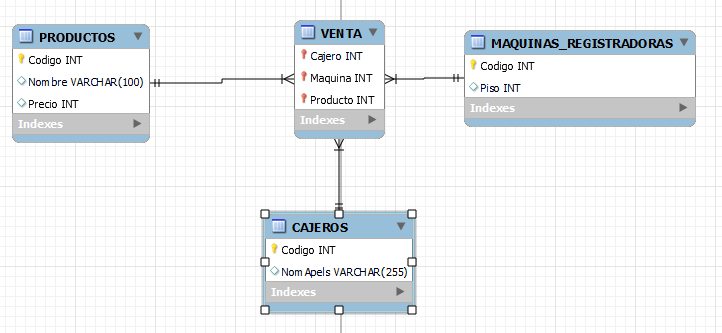 PRODUCTOS
Codigo INT
Nombre VARCHAR(100)
Precio INT
Indexes
VENTA
Cajero INT
Maquina INT
Producto INT
Indexes
MAQUINAS_REGISTRADORAS
Codigo INT
Piso INT
Indexes
CAJEROS
Codigo INT
NomApels VARCHAR(255)
Indexes